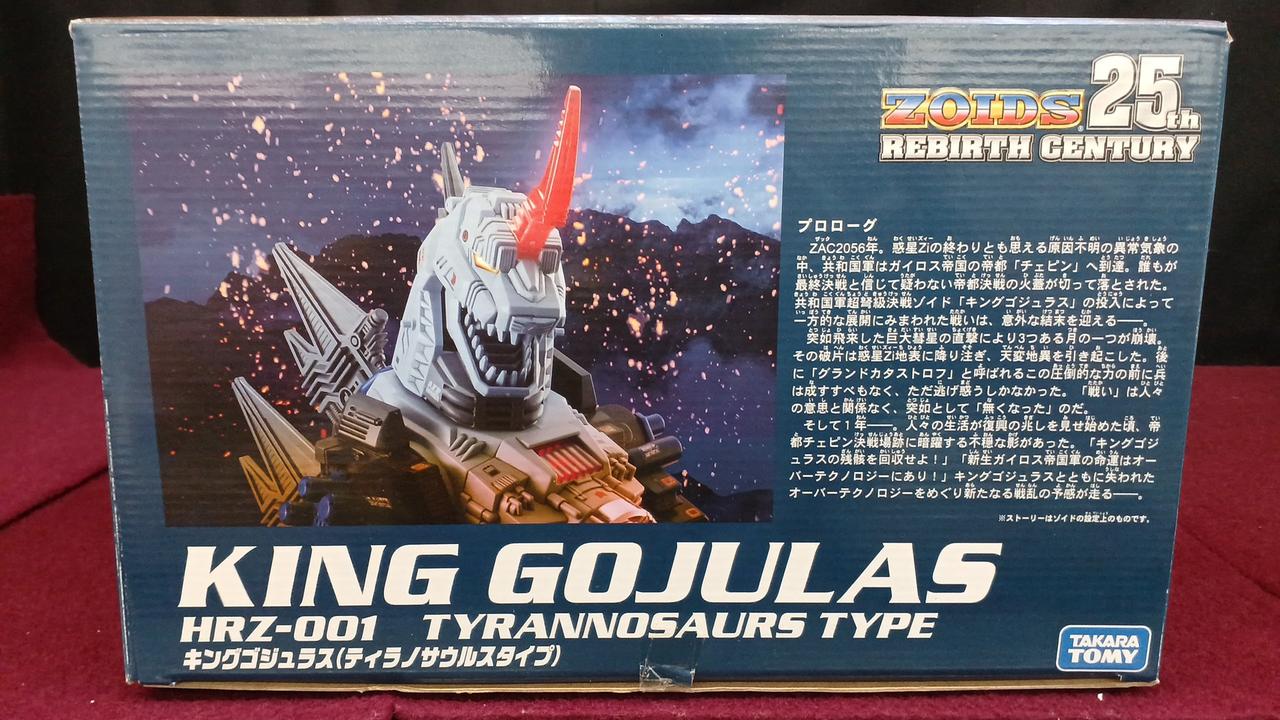 ZOIDS 25th
REBIRTH CENTURY
プロローグ
ZAC2056年。惑星Ziの終わりとも思える原因不明の異常気象の
中、共和国軍はガイロス帝国の帝都「チェピン」へ到達。誰もが
最終決戦と信じて疑わない帝都決戦の火蓋が切って落とされた。
共和国軍超弩級決戦ゾイド「キングゴジュラス」の投入によって
一方的な展開にみまわれた戦いは、意外な結末を迎える——。
突如飛来した巨大彗星の直撃により3つある月の一つが崩壊。
その破片は惑星Zi地表に降り注ぎ、天変地異を引き起こした。後
に「グランドカタストロフ」と呼ばれるこの圧倒的な力の前に兵
は成すすべもなく、ただ逃げ惑うしかなかった。「戦い」は人々
の意思と関係なく、突如として「無くなった」のだ。
そして1年——。人々の生活が復興の兆しを見せ始めた頃、帝
都チェピン決戦場跡に暗躍する不穏な影があった。「キングゴジ
ュラスの残骸を回収せよ！」「新生ガイロス帝国軍の命運はオー
バーテクノロジーにあり！」キングゴジュラスとともに失われた
オーバーテクノロジーをめぐり新たなる戦乱の予感が走る——。
※ストーリーはゾイドの設定上のものです。
KING GOJULAS
HRZ-001 TYRANNOSAURS TYPE
キングゴジュラス(ティラノサウルスタイプ)
TAKARA
TOMY